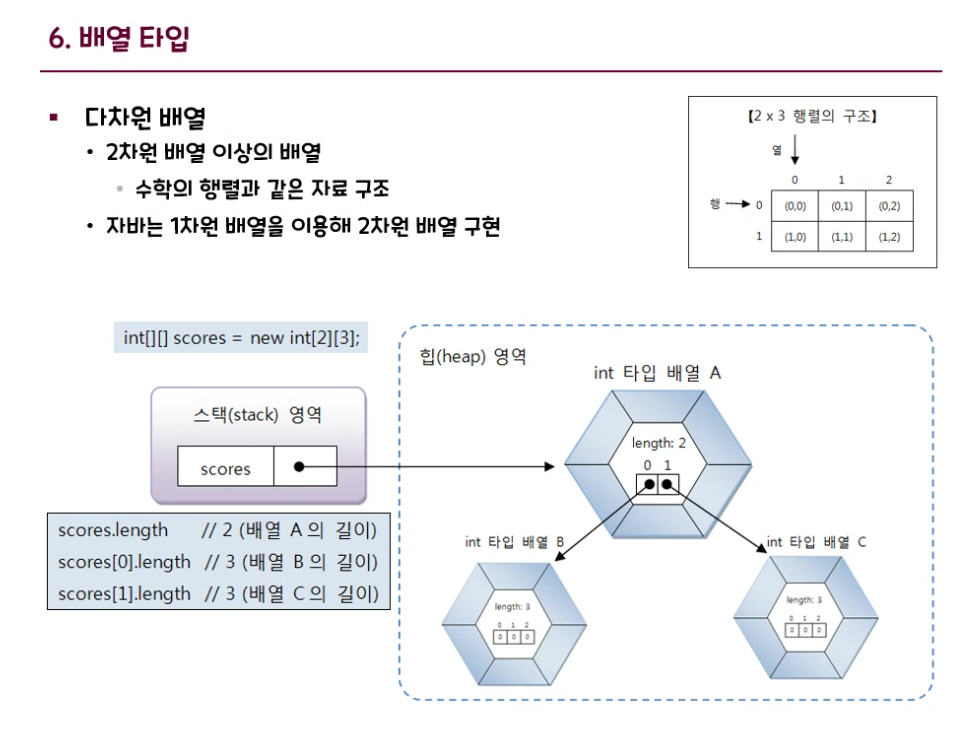 6. 배열 타입
▪ 다차원 배열
• 2차원 배열 이상의 배열
• 수학의 행렬과 같은 자료 구조
• 자바는 1차원 배열을 이용해 2차원 배열 구현
【2 x 3 행렬의 구조】
열
0 1 2
행 0 (0,0) (0,1) (0,2)
1 (1,0) (1,1) (1,2)
int[][] scores = new int[2][3];
힙(heap) 영역
int 타입 배열 A
스택(stack) 영역
scores
length: 2
0 1
scores.length // 2 (배열 A 의 길이)
scores[0].length // 3 (배열 B 의 길이)
scores[1].length // 3 (배열 C 의 길이)
int 타입 배열 B
length: 3
0 1 2
0 0 0
int 타입 배열 C
length: 3
0 1 2
0 0 0